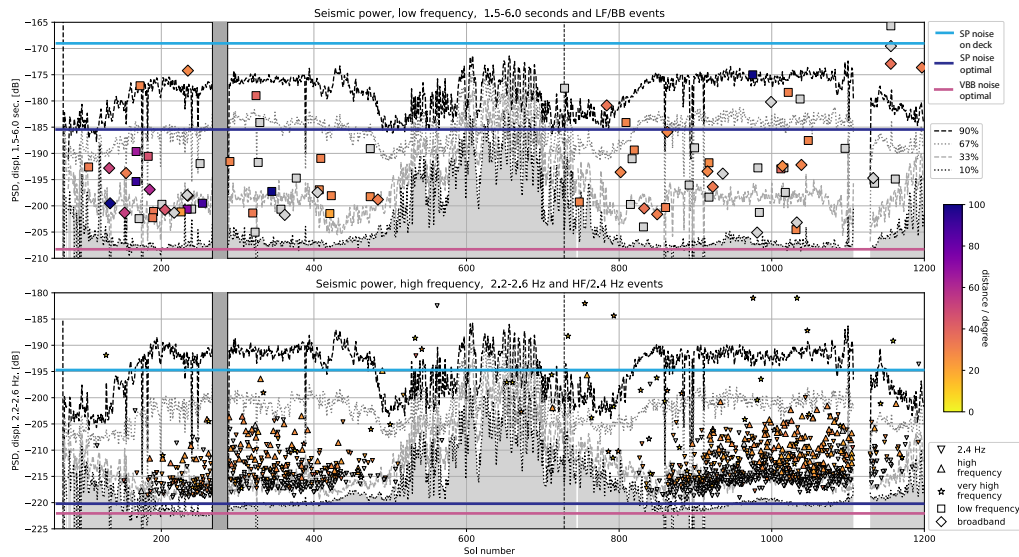 Seismic power, low frequency, 1.5-6.0 seconds and LF/BB events
PSD, displ. 1.5-6.0 sec. [dB]
−165
−170
−175
−180
−185
−190
−195
−200
−205
−210
200
400
600
800
1000
1200
SP noise
on deck
SP noise
optimal
VBB noise
optimal
90%
67%
33%
10%
Seismic power, high frequency, 2.2-2.6 Hz and HF/2.4 Hz events
PSD, displ. 2.2-2.6 Hz, [dB]
−180
−185
−190
−195
−200
−205
−210
−215
−220
−225
200
400
600
800
1000
1200
Sol number
100
80
60
40
20
0
distance / degree
2.4 Hz
high
frequency
very high
frequency
low frequency
broadband